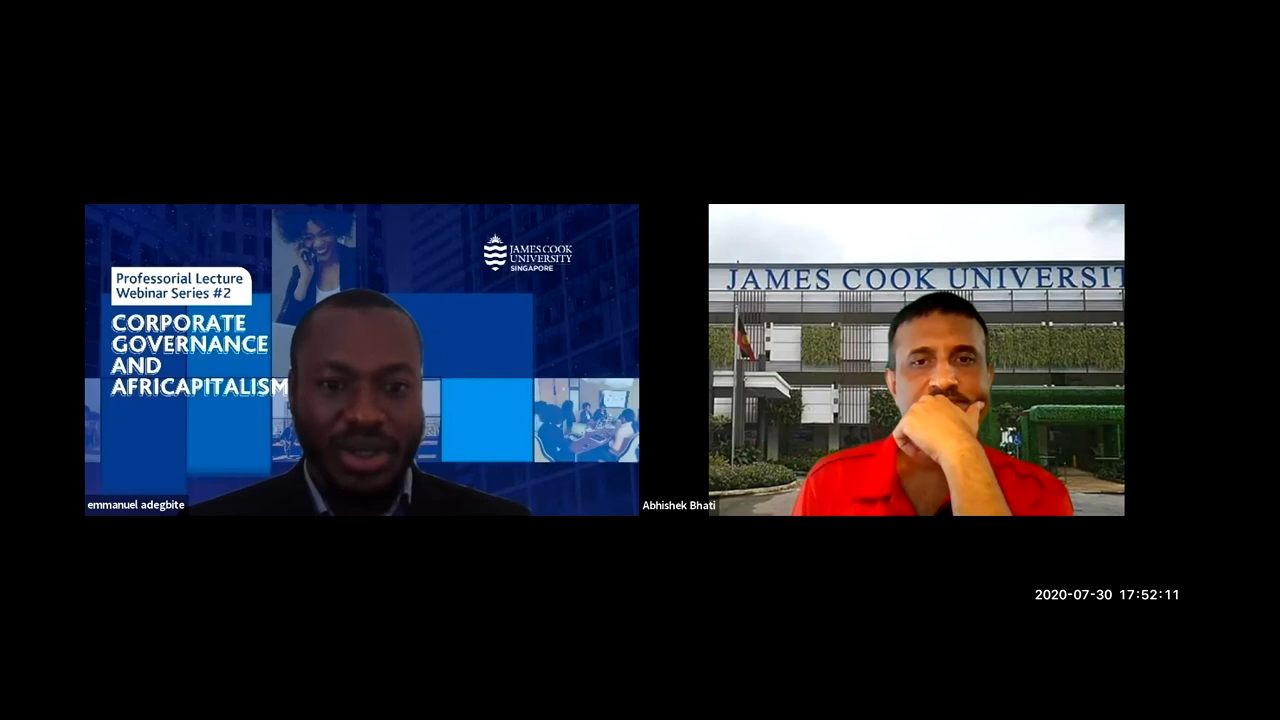 Professorial Lecture
Webinar Series #2
CORPORATE
GOVERNANCE
AND
AFRICAPITALISM
JAMES COOK
UNIVERSITY
SINGAPORE
emmanuel adegbite
JAMES COOK UNIVERSIT
Abhishek Bhati
2020-07-30 17:52:11